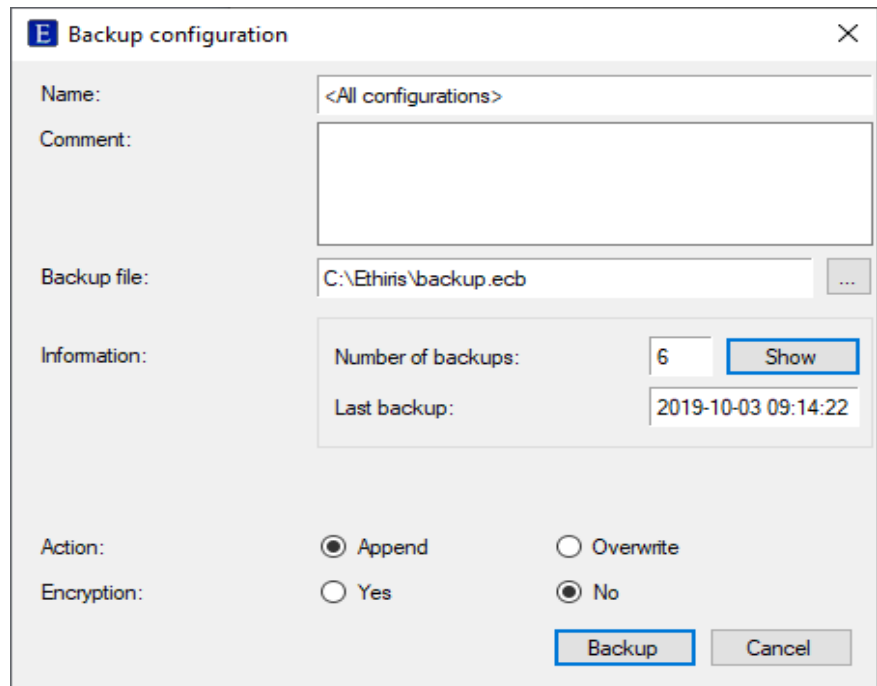 E Backup configuration
Name: <All configurations>
Comment:
Backup file: C:\Ethiris\backup.ecb ...
Information: Number of backups: 6 Show
Last backup: 2019-10-03 09:14:22
Action: Append Overwrite
Encryption: Yes No
Backup Cancel